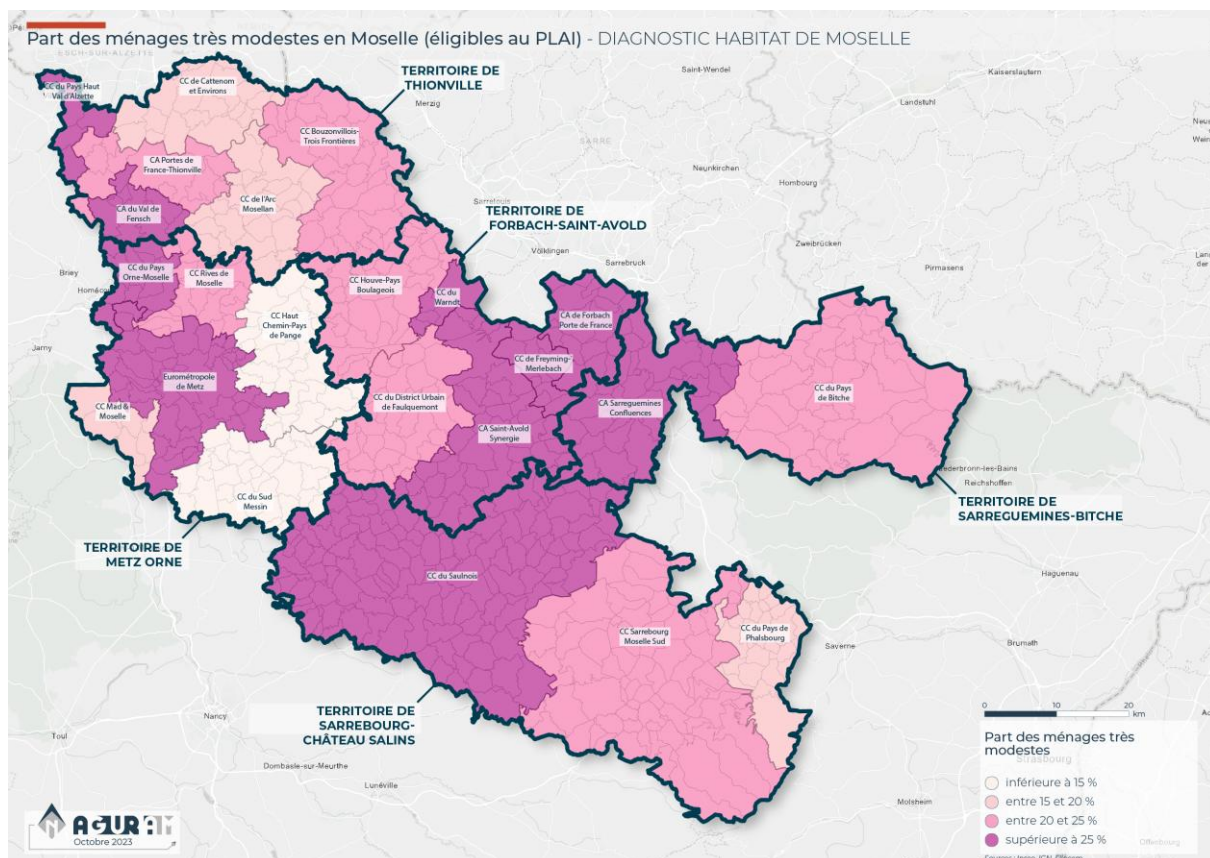 Part des ménages très modestes en Moselle (éligibles au PLAI) - DIAGNOSTIC HABITAT DE MOSELLE
ESCH-SUR-ALZETTE
TERRITOIRE DE
THIONVILLE
Saint-Wendel
Kaiserslautern
Landstuhl
Merzig
SARRE
Neunkirchen
Hombourg
CC du Pays Haut
Val d'Alzette
CC de Cattenom
et Environs
CC Bouzonvillois-
Trois Frontières
CA Portes de
France-Thionville
CC de l'Arc
Mosellan
CA du Val de
Fensch
Sarrelouis
TERRITOIRE DE
FORBACH-SAINT-AVOLD
Völklingen
Sarrebruck
Zweibrücken
Pirmasens
Briey
CC du Pays
Orne-Moselle
CC Rives de
Moselle
CC Houve-Pays
Boulageois
CC du
Warndt
CC Haut
Chemin-Pays
de Pange
CA de Forbach
Porte de France
Jarny
CC de Freyming-
Merlebach
Eurométropole
de Metz
CC Mad &
Moselle
CC du District Urbain
de Faulquemont
CA Sarreguemines
Confluences
CC du Pays
de Bitche
CA Saint-Avold
Synergie
Reichshoffen
CC du Sud
Messin
TERRITOIRE DE
SARREGUEMINES-BITCHE
TERRITOIRE DE
METZ ORNE
CC du Saulnois
Haguenau
CC Sarrebourg
Moselle Sud
CC du Pays de
Phalsbourg
Saverne
Brumath
TERRITOIRE DE
SARREBOURG-
CHÂTEAU SALINS
Nancy
Toul
Dombasle-sur-Meurthe
Lunéville
Strasbourg
Molsheim
Offenbourg
0 10 20
km
Part des ménages très
modestes
inférieure à 15 %
entre 15 et 20 %
entre 20 et 25 %
supérieure à 25 %
N
AGURAM
Octobre 2023